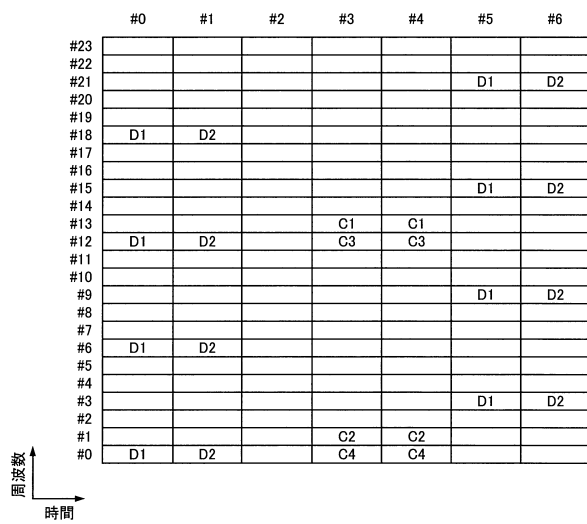 #0 #1 #2 #3 #4 #5 #6
#23
#22
#21 D1 D2
#20
#19
#18 D1 D2
#17
#16
#15 D1 D2
#14
#13 C1 C1
#12 D1 D2 C3 C3
#11
#10
#9 D1 D2
#8
#7
#6 D1 D2
#5
#4
#3 D1 D2
#2
#1 C2 C2
#0 D1 D2 C4 C4
周波数
時間